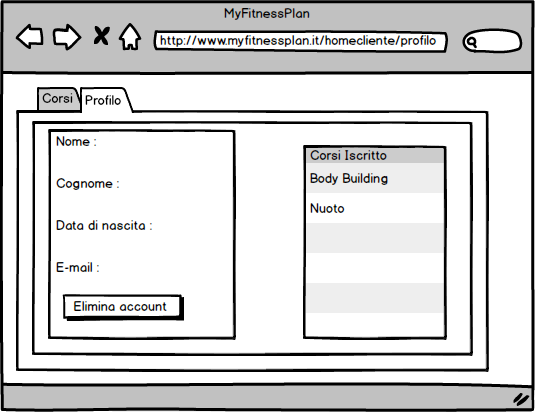 MyFitnessPlan
http://www.myfitnessplan.it/homecliente/profilo
Corsi
Profilo
Nome :
Cognome :
Data di nascita :
E-mail :
Elimina account
Corsi Iscritto
Body Building
Nuoto